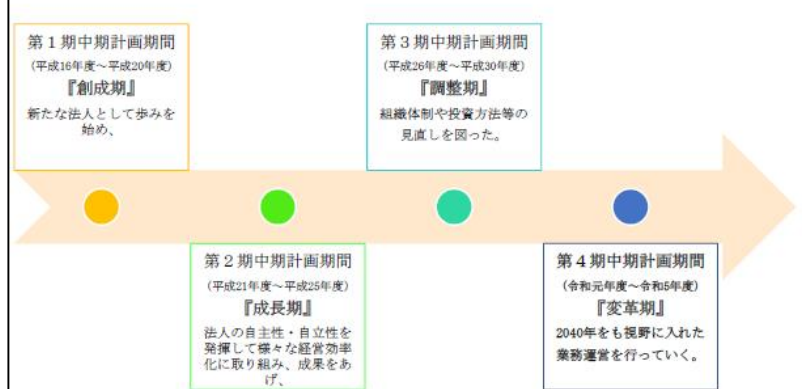 第１期中期計画期間
（平成16年度～平成20年度）
『創成期』
新たな法人として歩みを
始め、
第２期中期計画期間
（平成21年度～平成25年度）
『成長期』
法人の自主性・自立性を
発揮して様々な経営効率
化に取り組み、成果をあ
げ、
第３期中期計画期間
（平成26年度～平成30年度）
『調整期』
組織体制や投資方法等の
見直しを図った。
第４期中期計画期間
（令和元年度～令和5年度）
『変革期』
2040年をも視野に入れた
業務運営を行っていく。